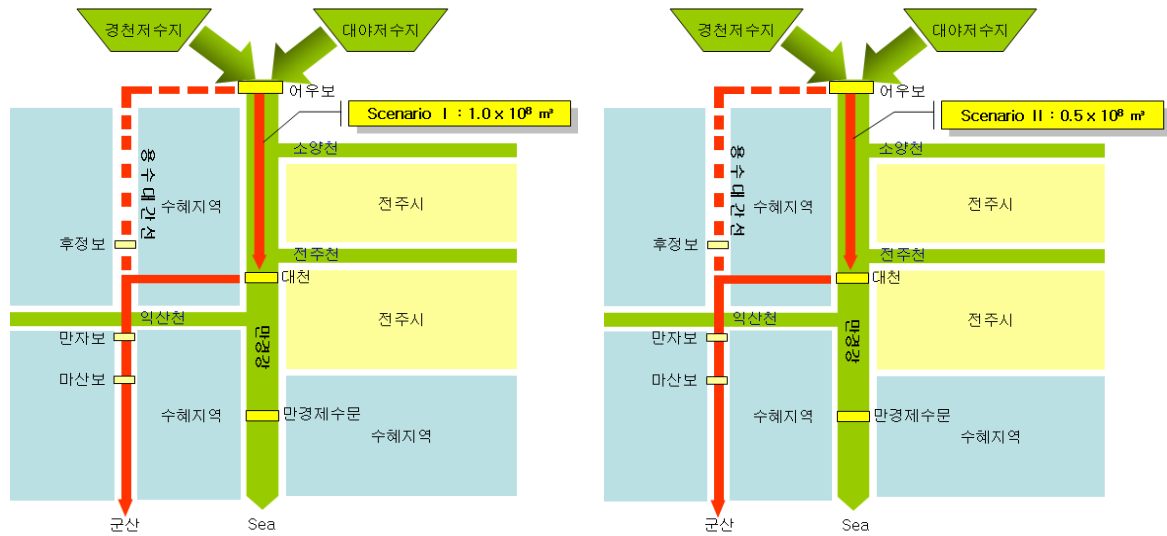 경천저수지
대야저수지
어우보
Scenario Ⅰ : 1.0 x 10⁸ m³
소양천
용수대간선
수혜지역
전주시
후정보
전주천
대천
익산천
전주시
만자보
만경강
마산보
수혜지역
만경제수문
수혜지역
군산
Sea
경천저수지
대야저수지
어우보
Scenario II : 0.5 x 10⁸ m³
소양천
용수대간선
수혜지역
전주시
후정보
전주천
대천
익산천
전주시
만자보
만경강
마산보
수혜지역
만경제수문
수혜지역
군산
Sea